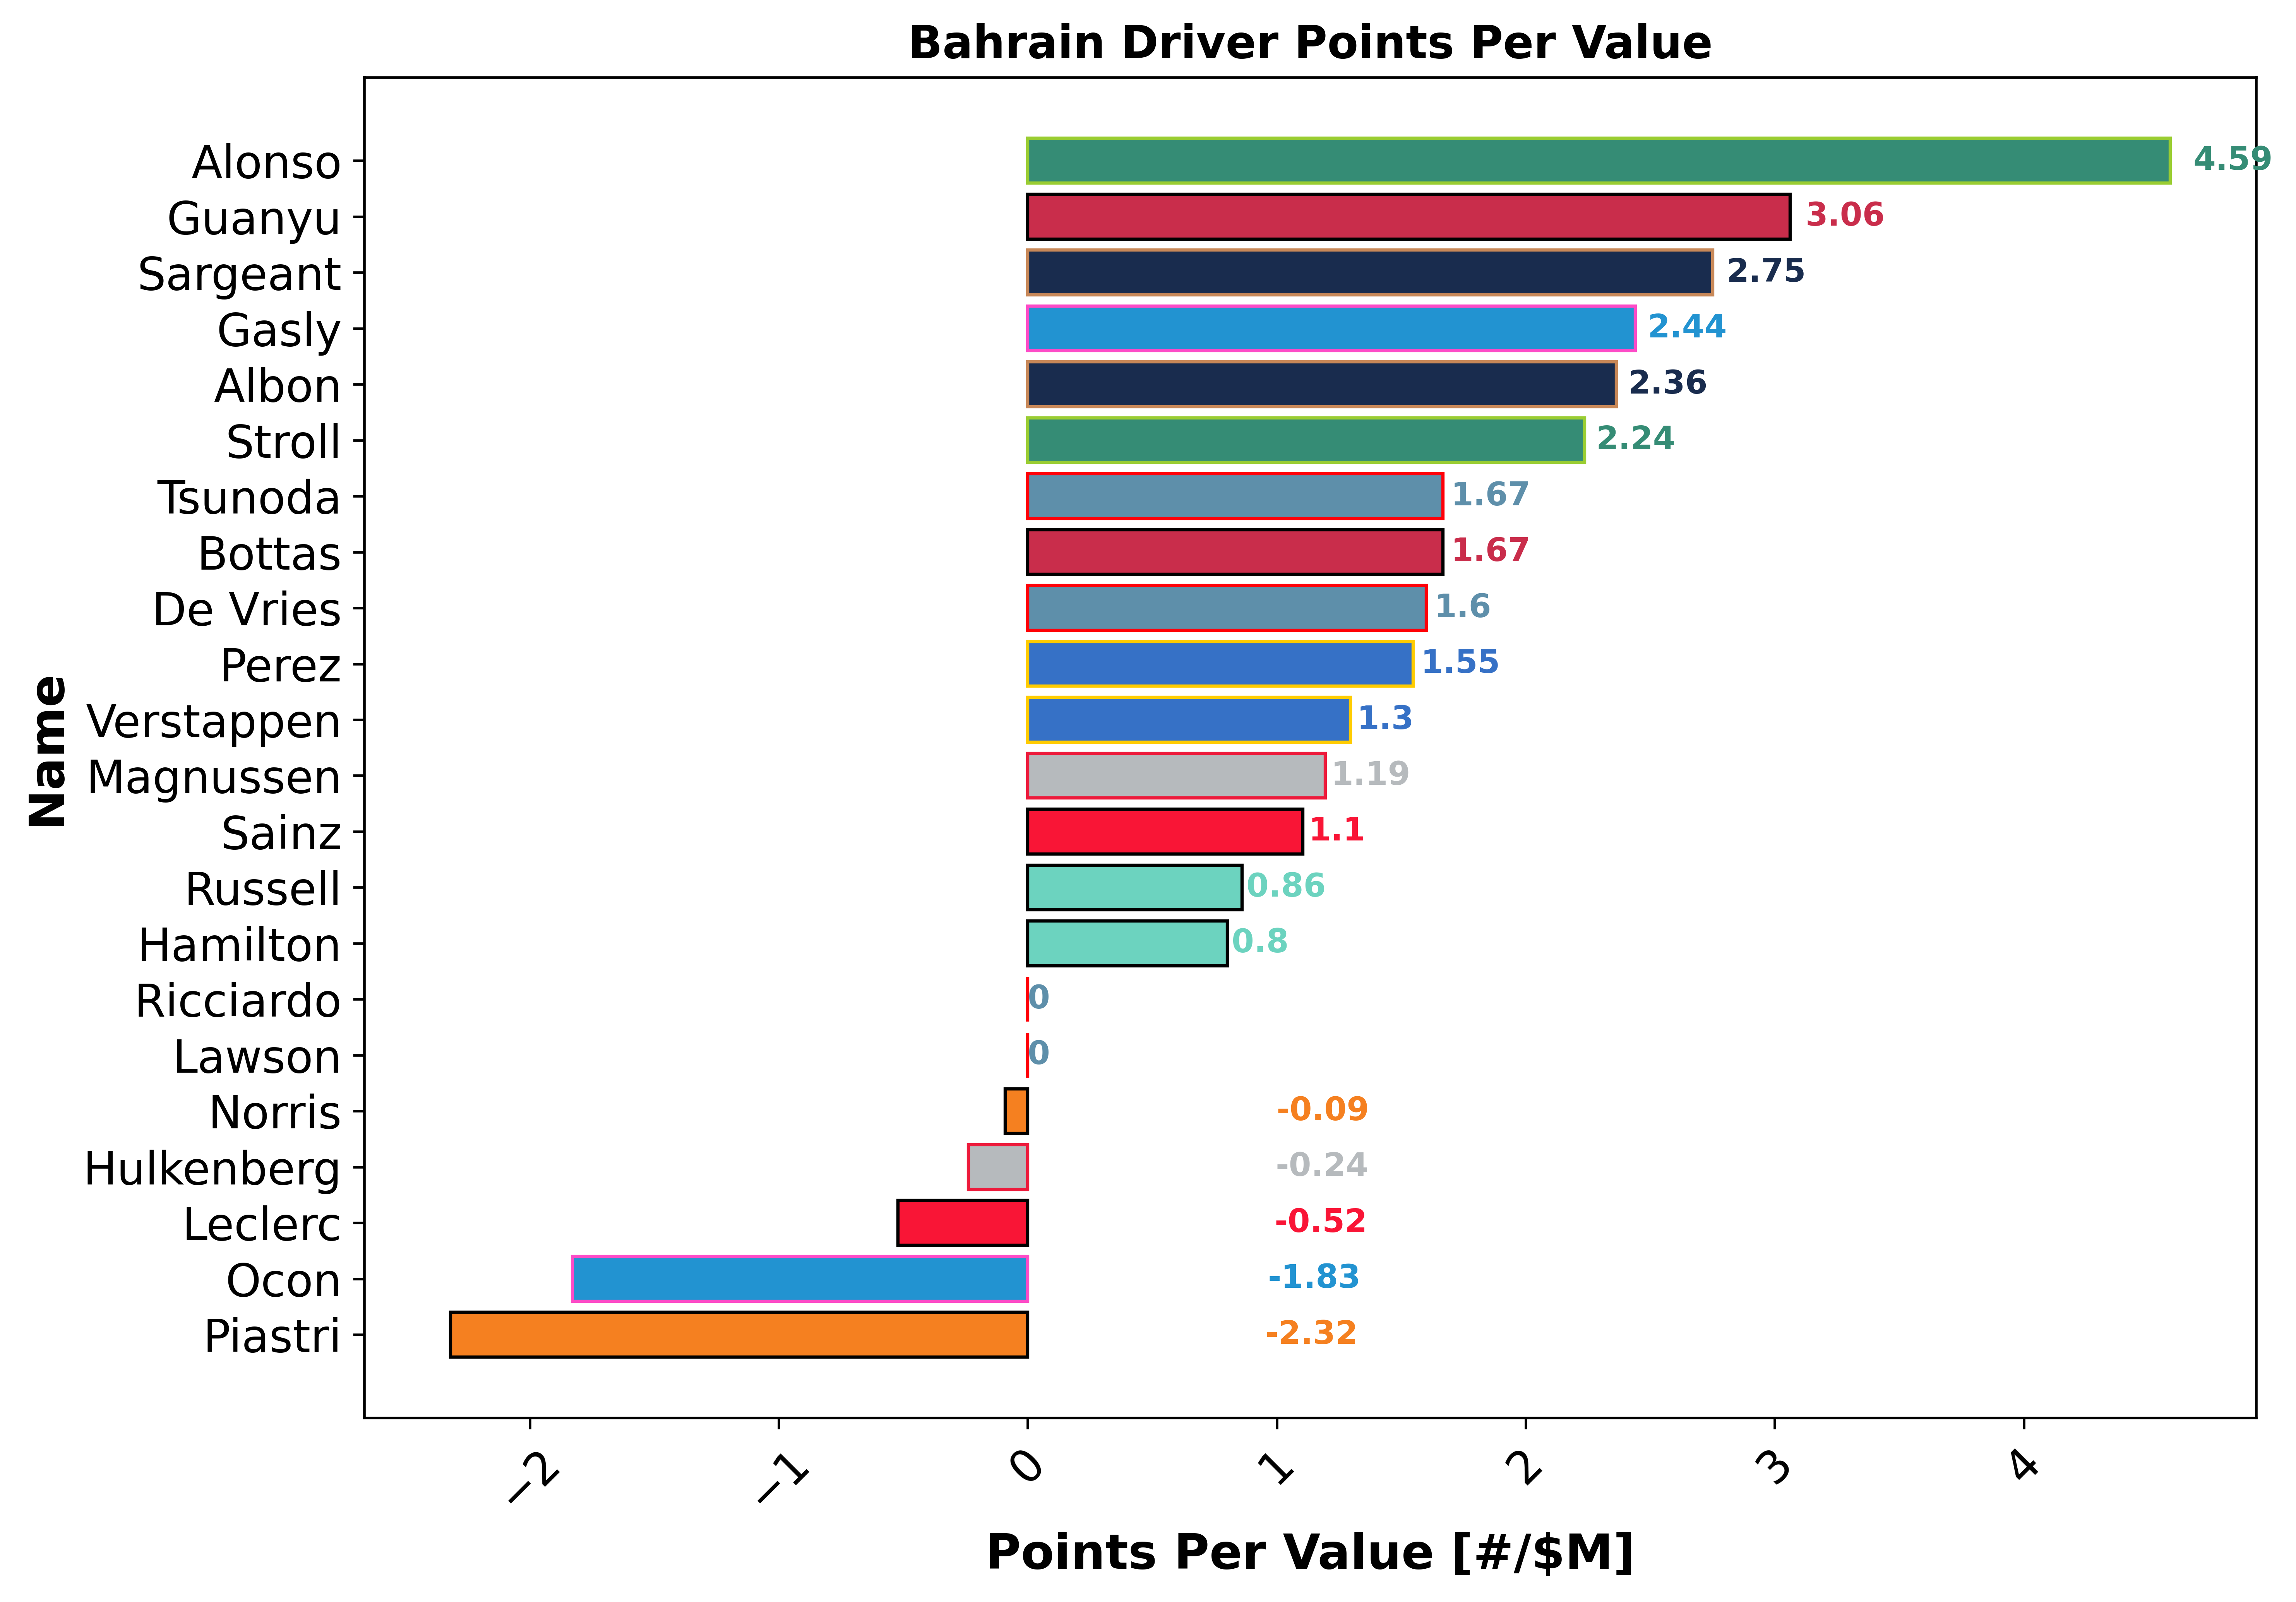 Bahrain Driver Points Per Value
Alonso 4.59
Guanyu 3.06
Sargeant 2.75
Gasly 2.44
Albon 2.36
Stroll 2.24
Tsunoda 1.67
Bottas 1.67
De Vries 1.6
Perez 1.55
Verstappen 1.3
Magnussen 1.19
Sainz 1.1
Russell 0.86
Hamilton 0.8
Ricciardo 0
Lawson 0
Norris -0.09
Hulkenberg -0.24
Leclerc -0.52
Ocon -1.83
Piastri -2.32
Name
−2 −1 0 1 2 3 4
Points Per Value [#/$M]